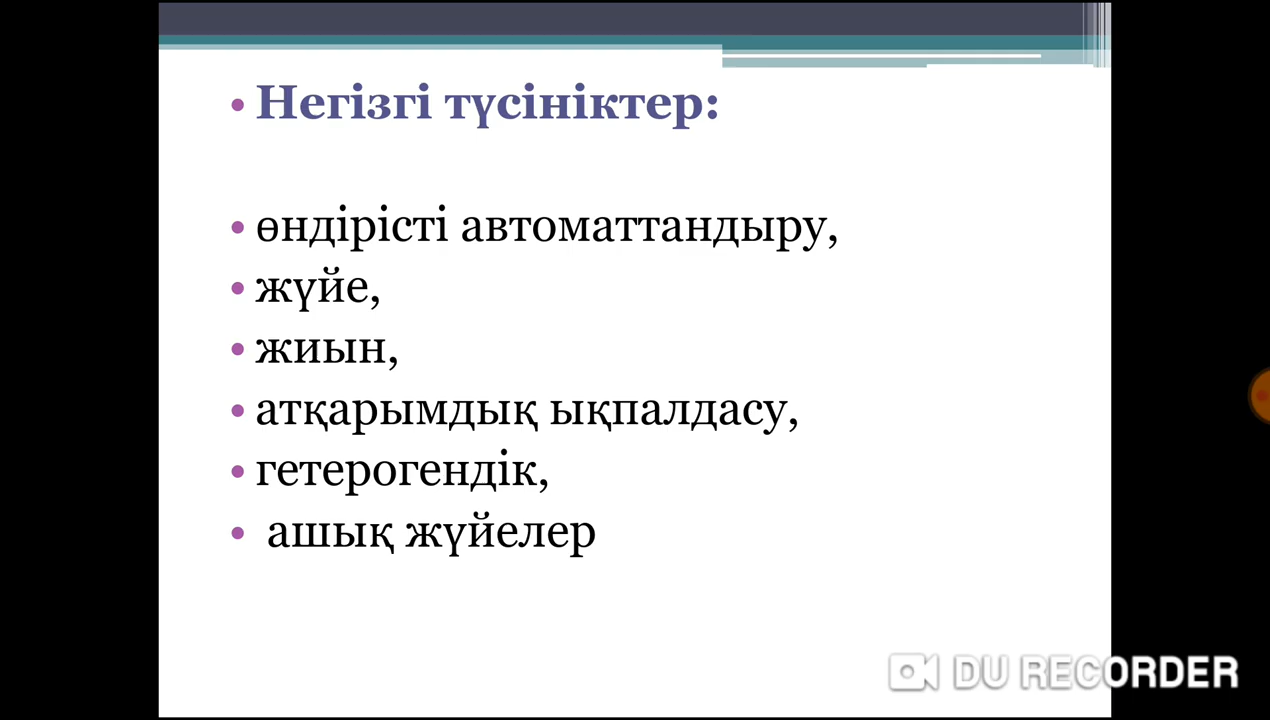 • Негізгі түсініктер:
• өндірісті автоматтандыру,
• жүйе,
• жиын,
• атқарымдық ықпалдасу,
• гетерогендік,
• ашық жүйелер
DU RECORDER